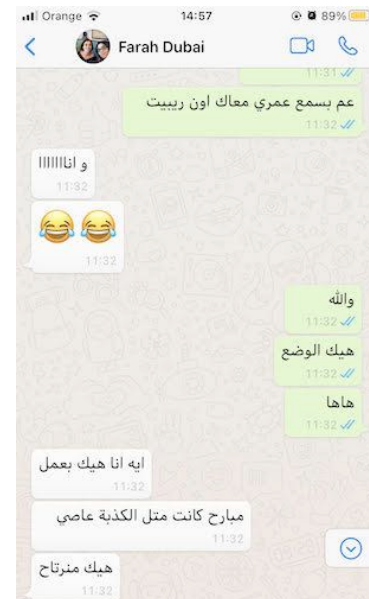 Orange
14:57
89%
Farah Dubai
11:31
عم بسمع عمري معاك اون ريبيت
11:32
و اناااااااا
11:32
😂😂
11:32
والله
11:32
هيك الوضع
11:32
هاها
11:32
ايه انا هيك بعمل
11:32
مبارح كانت متل الكذبة عاصي
11:32
هيك منرتاح
11:32